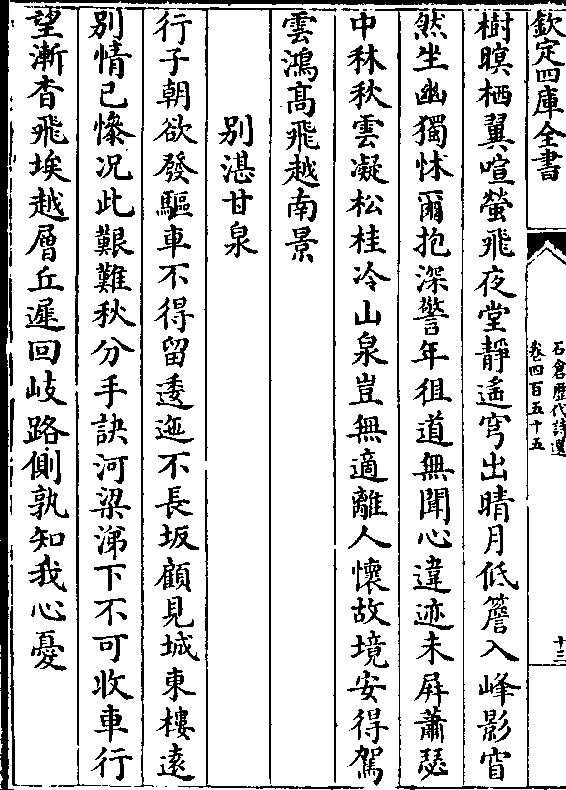 欽定四庫全書
石倉歷代詩選
卷四百五十五
十三
樹暝栖翼喧螢飛夜堂靜遙穹出晴月低簷入峰影窅
然坐幽獨怵爾抱深警年徂道無聞心違迹未屏蕭瑟
中秣秋雲凝松桂冷山泉豈無適離人懷故境安得駕
雲鴻高飛越南景
别湛甘泉
行子朝欲發驅車不得留逶迤不長坂顧見城東樓遠
别情已慘况此艱難秋分手訣河梁涕下不可收車行
望漸杳飛埃越層丘遲回岐路側孰知我心憂